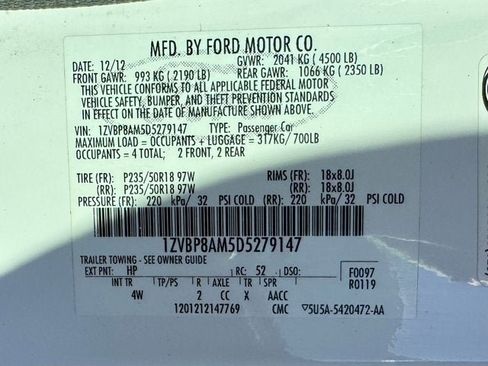 MFD. BY FORD MOTOR CO.
12/12 GVWR: 2041 KG ( 4500 LB)
FRONT GAWR: 993 KG ( 2190 LB) REAR GAWR: 1066 KG ( 2350 LB)
THIS VEHICLE CONFORMS TO ALL APPLICABLE FEDERAL MOTOR
VEHICLE SAFETY, BUMPER, AND THEFT PREVENTION STANDARDS
IN EFFECT ON THE DATE OF MANUFACTURE SHOWN ABOVE.
VIN: 1ZVBP8AM5D5279147 TYPE: Passenger Car
MAXIMUM LOAD = OCCUPANTS + LUGGAGE = 317KG/ 700LB
OCCUPANTS = 4 TOTAL; 2 FRONT, 2 REAR
TIRE (FR): P235/50R18 97W RIMS (FR): 18x8.0J
(RR): P235/50R18 97W (RR): 18x8.0J
PRESSURE (FR): 220 kPa/ 32 PSI COLD (RR): 220 kPa/ 32 PSI COLD
1ZVBP8AM5D5279147
TRAILER TOWING - SEE OWNER GUIDE
EXT PNT: HP RC: 52 DSO: F0097
INT TR TP/PS R AXLE TR SPR R0119
4W 2 CC X AACC
1201212147769 CMC ▽5U5A-5420472-AA